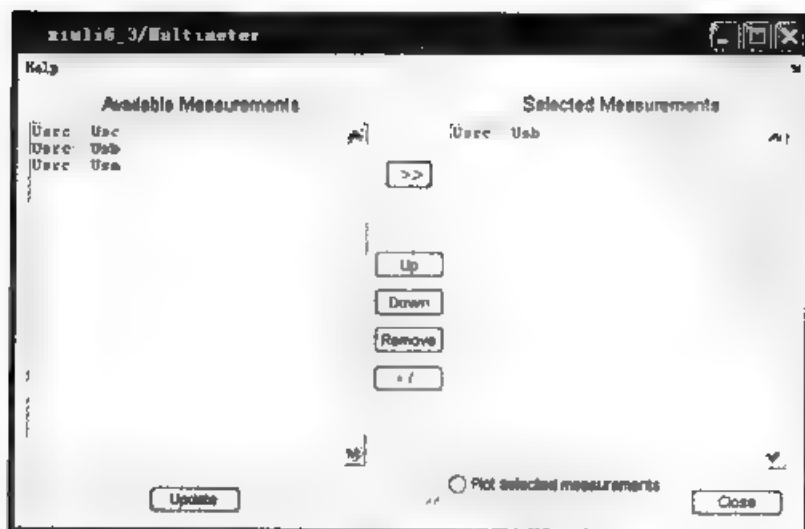 Help
Available Measurements
Usrc Usc
Usrc Usb
Usrc Usa
Selected Measurements
Usrc Usb
>>
Up
Down
Remove
Update
Plot selected measurements
Close